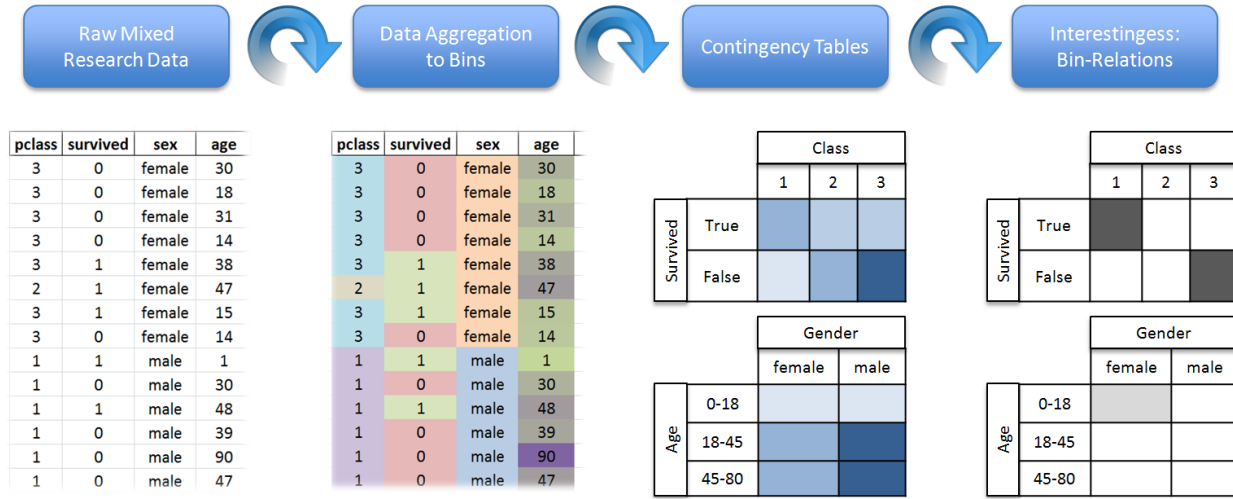 Raw Mixed
Research Data
Data Aggregation
to Bins
Contingency Tables
Interestingess:
Bin-Relations
pclass survived sex age
3 0 female 30
3 0 female 18
3 0 female 31
3 0 female 14
3 1 female 38
2 1 female 47
3 1 female 15
3 0 female 14
1 1 male 1
1 0 male 30
1 1 male 48
1 0 male 39
1 0 male 90
1 0 male 47
pclass survived sex age
3 0 female 30
3 0 female 18
3 0 female 31
3 0 female 14
3 1 female 38
2 1 female 47
3 1 female 15
3 0 female 14
1 1 male 1
1 0 male 30
1 1 male 48
1 0 male 39
1 0 male 90
1 0 male 47
Class
1 2 3
Survived
True
False
Gender
female male
Age
0-18
18-45
45-80
Class
1 2 3
Survived
True
False
Gender
female male
Age
0-18
18-45
45-80